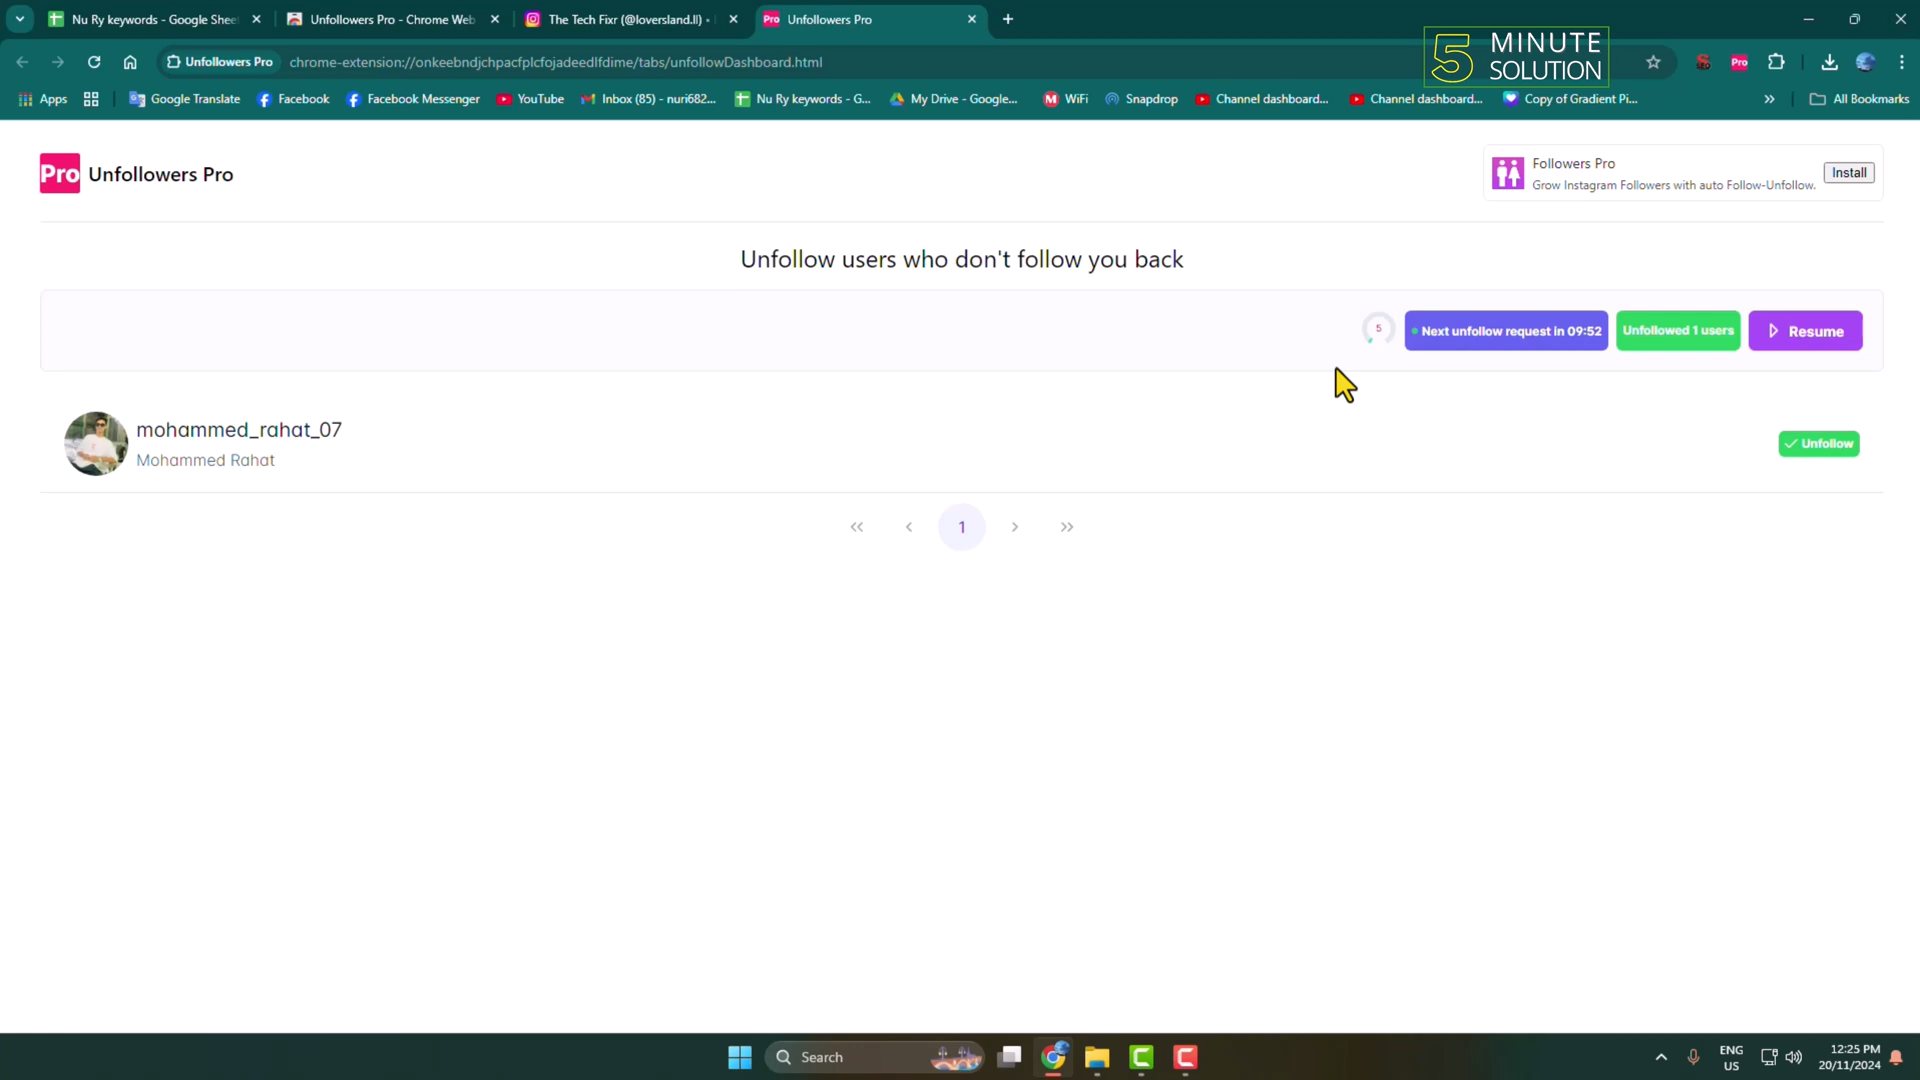 Nu Ry keywords - Google Shee
Unfollowers Pro - Chrome Web
The Tech Fixr (@loversland.ll) •
Pro Unfollowers Pro
5 MINUTE
SOLUTION
Unfollowers Pro
chrome-extension://onkeebndjchpacfplcfojadeedlfdime/tabs/unfollowDashboard.html
Pro
Apps
Google Translate
Facebook
Facebook Messenger
YouTube
Inbox (85) - nuri682...
Nu Ry keywords - G...
My Drive - Google...
M WiFi
Snapdrop
Channel dashboard...
Channel dashboard...
Copy of Gradient Pi...
All Bookmarks
Pro Unfollowers Pro
Followers Pro
Grow Instagram Followers with auto Follow-Unfollow.
Install
Unfollow users who don't follow you back
5
Next unfollow request in 09:52
Unfollowed 1 users
Resume
mohammed_rahat_07
Mohammed Rahat
Unfollow
1
Search
ENG
US
12:25 PM
20/11/2024